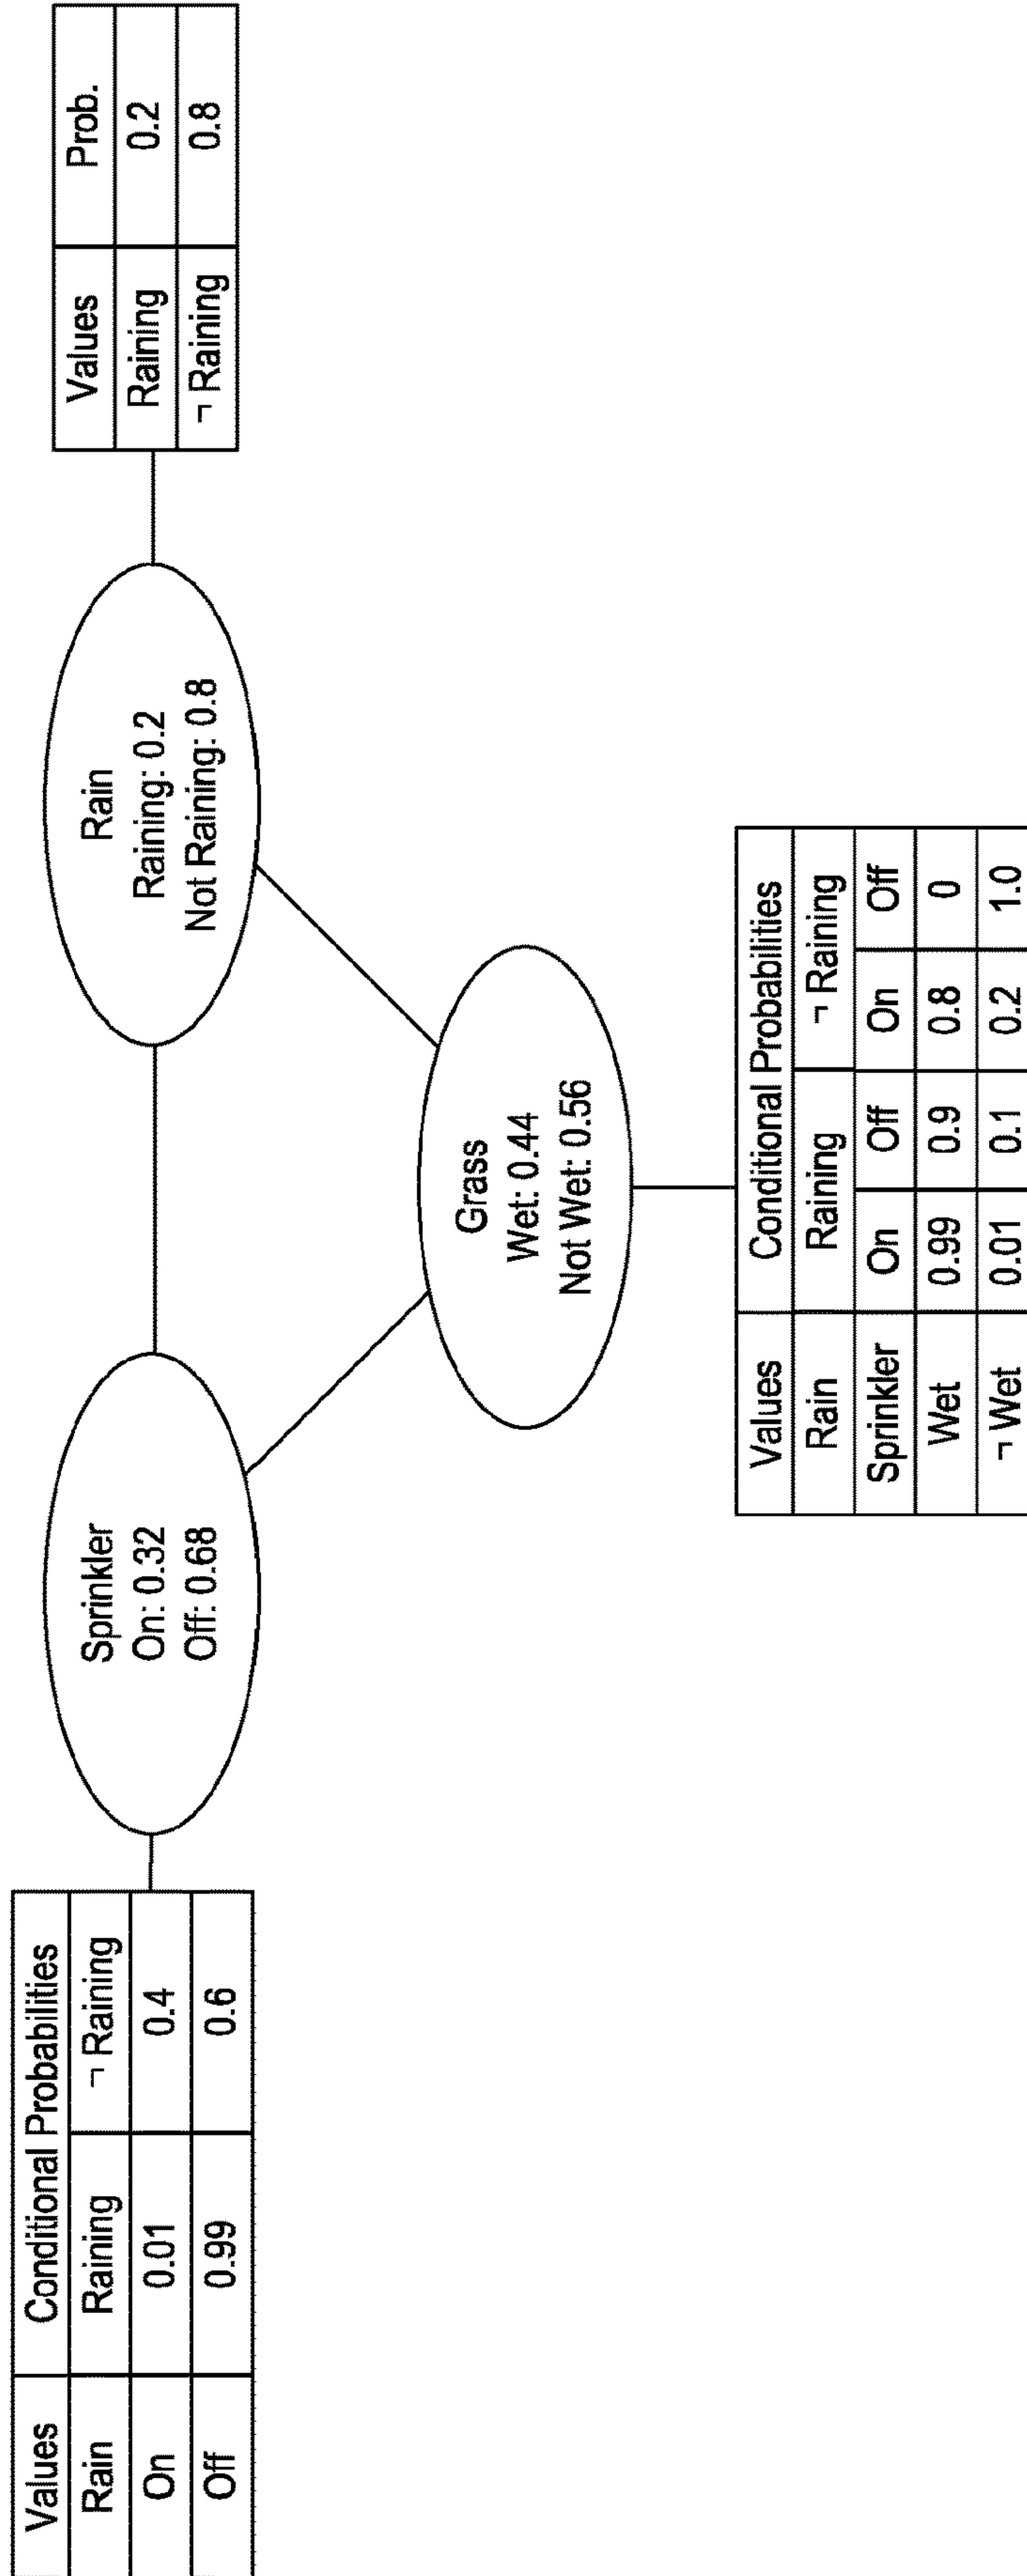 Values Conditional Probabilities
Rain Raining ¬ Raining
On 0.01 0.4
Off 0.99 0.6
Sprinkler
On: 0.32
Off: 0.68
Rain
Raining: 0.2
Not Raining: 0.8
Values Prob.
Raining 0.2
¬ Raining 0.8
Grass
Wet: 0.44
Not Wet: 0.56
Values Conditional Probabilities
Rain Raining ¬ Raining
Sprinkler On Off On Off
Wet 0.99 0.9 0.8 0
¬ Wet 0.01 0.1 0.2 1.0